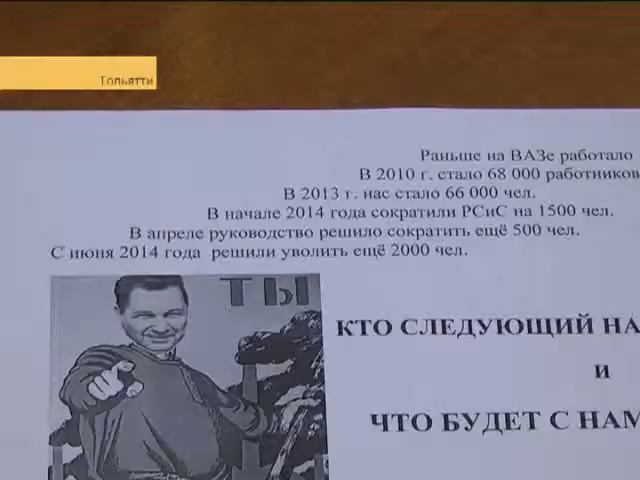 Тольятти
Раньше на ВАЗе работало
В 2010 г. стало 68 000 работников
В 2013 г. нас стало 66 000 чел.
В начале 2014 года сократили РСиС на 1500 чел.
В апреле руководство решило сократить ещё 500 чел.
С июня 2014 года решили уволить ещё 2000 чел.
ТЫ
КТО СЛЕДУЮЩИЙ НА
и
ЧТО БУДЕТ С НАМ